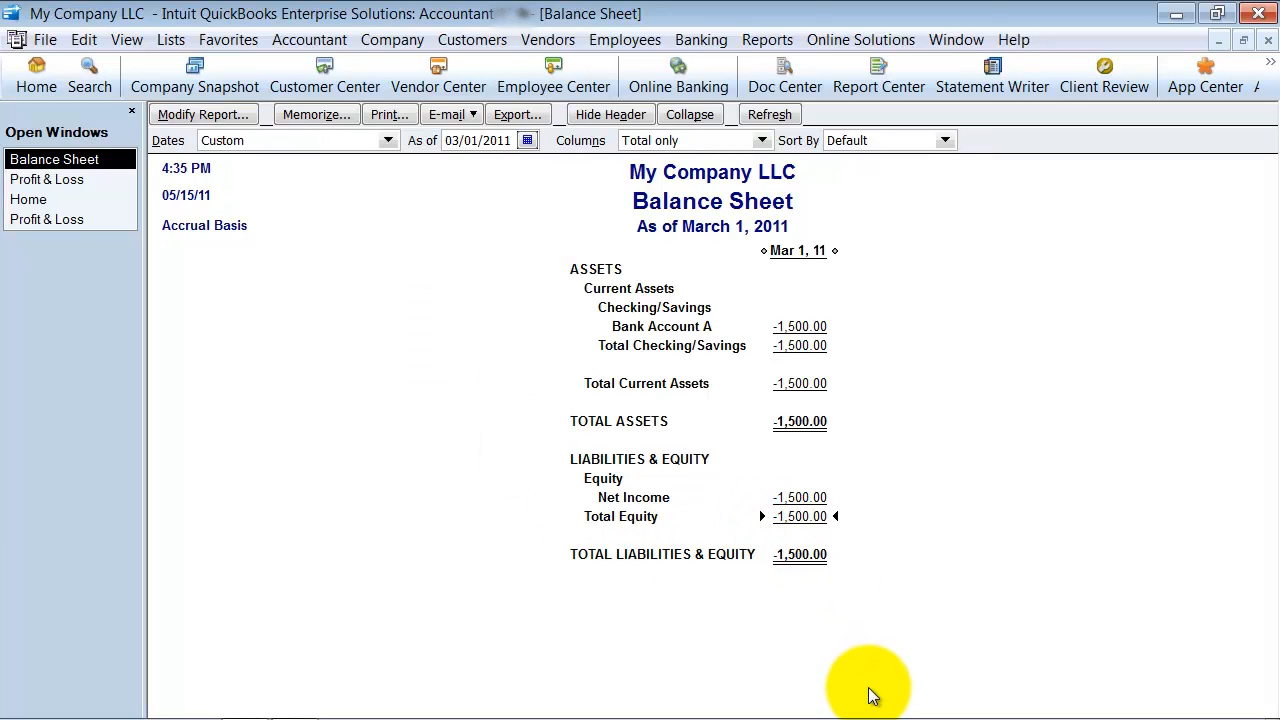 My Company LLC - Intuit QuickBooks Enterprise Solutions: Accountant - [Balance Sheet]
File Edit View Lists Favorites Accountant Company Customers Vendors Employees Banking Reports Online Solutions Window Help
Home Search Company Snapshot Customer Center Vendor Center Employee Center Online Banking Doc Center Report Center Statement Writer Client Review App Center
Open Windows
Balance Sheet
Profit & Loss
Home
Profit & Loss
Modify Report... Memorize... Print... E-mail Export... Hide Header Collapse Refresh
Dates Custom As of 03/01/2011 Columns Total only Sort By Default
4:35 PM
05/15/11
Accrual Basis
My Company LLC
Balance Sheet
As of March 1, 2011
Mar 1, 11
ASSETS
Current Assets
Checking/Savings
Bank Account A -1,500.00
Total Checking/Savings -1,500.00
Total Current Assets -1,500.00
TOTAL ASSETS -1,500.00
LIABILITIES & EQUITY
Equity
Net Income -1,500.00
Total Equity -1,500.00
TOTAL LIABILITIES & EQUITY -1,500.00